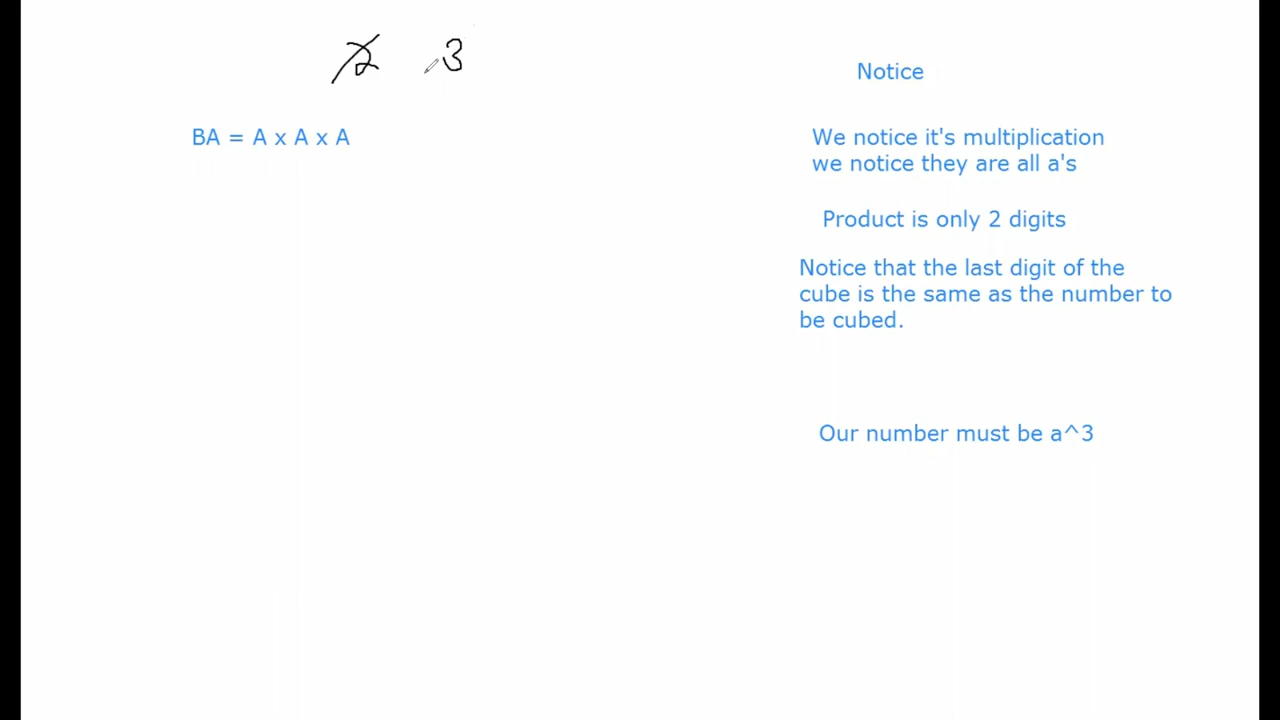 2 3
Notice
BA = A x A x A
We notice it's multiplication
we notice they are all a's
Product is only 2 digits
Notice that the last digit of the
cube is the same as the number to
be cubed.
Our number must be a^3